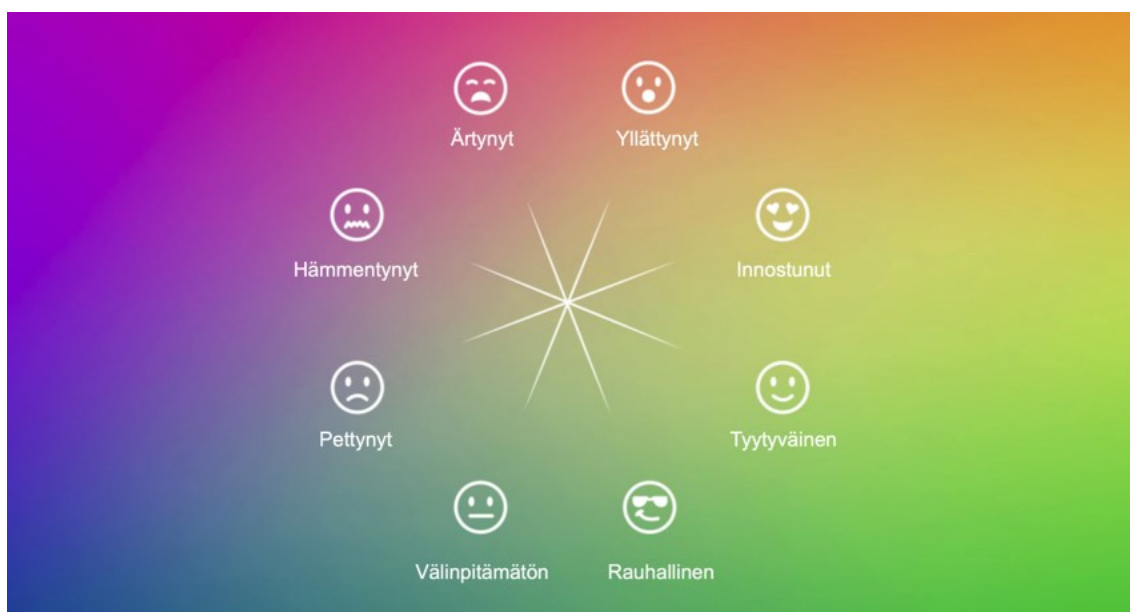 Ärtynyt
Yllättynyt
Hämmentynyt
Innostunut
Pettynyt
Tyytyväinen
Välinpitämätön
Rauhallinen